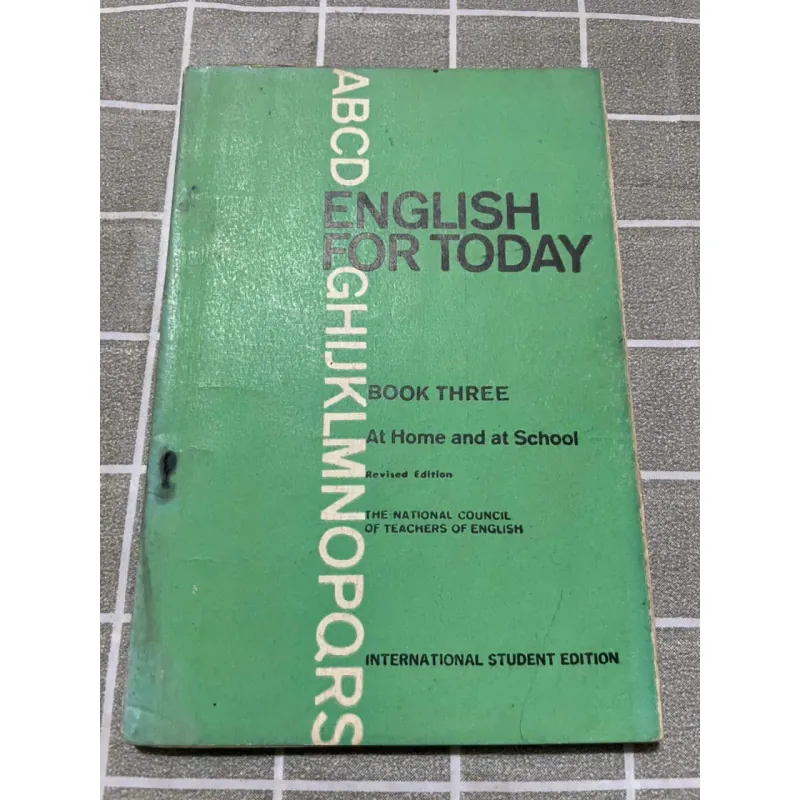 ABCD
ENGLISH
FOR TODAY
GHIJKLMNOPQRS
BOOK THREE
At Home and at School
Revised Edition
THE NATIONAL COUNCIL
OF TEACHERS OF ENGLISH
INTERNATIONAL STUDENT EDITION